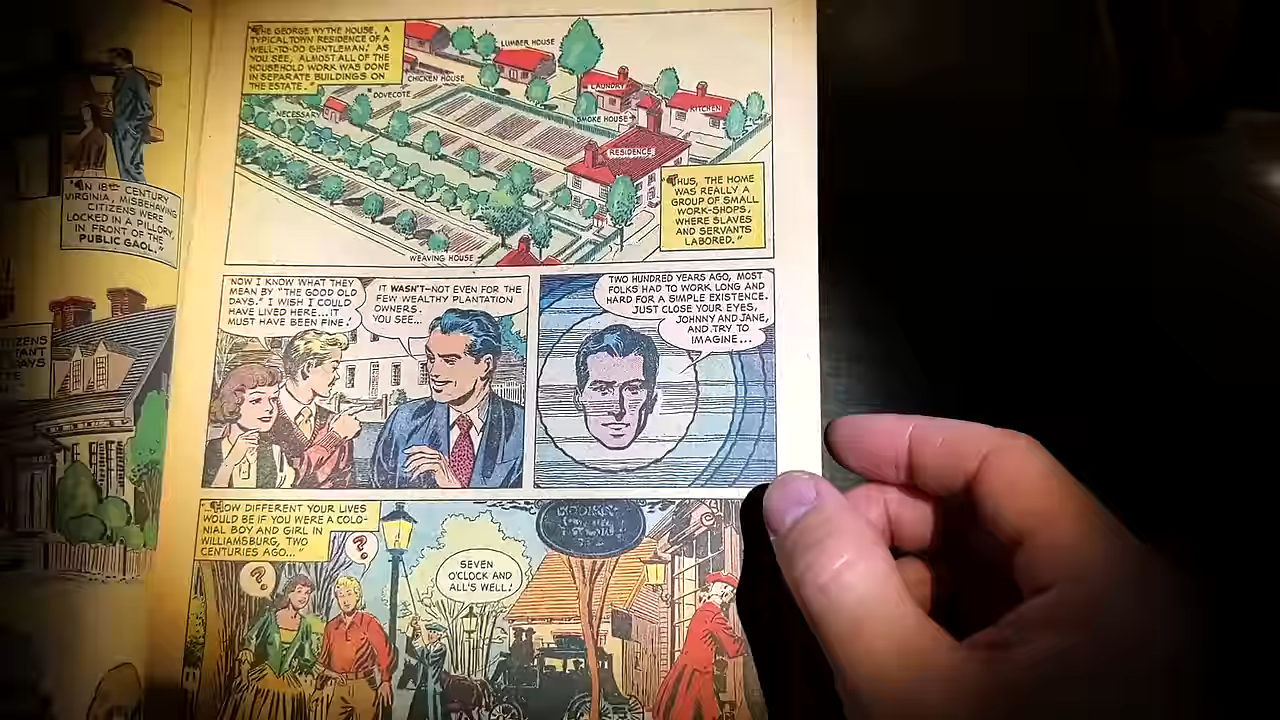 "IN 18TH CENTURY
VIRGINIA, MISBEHAVING
CITIZENS WERE
LOCKED IN A PILLORY,
IN FRONT OF THE
PUBLIC GAOL."
"THE GEORGE WYTHE HOUSE, A
TYPICAL TOWN RESIDENCE OF A
WELL-TO-DO GENTLEMAN. AS
YOU SEE, ALMOST ALL OF THE
HOUSEHOLD WORK WAS DONE
IN SEPARATE BUILDINGS ON
THE ESTATE."
LUMBER HOUSE
CHICKEN HOUSE
DOVECOTE
NECESSARY
LAUNDRY
SMOKE HOUSE
KITCHEN
RESIDENCE
WEAVING HOUSE
"THUS, THE HOME
WAS REALLY A
GROUP OF SMALL
WORK-SHOPS,
WHERE SLAVES
AND SERVANTS
LABORED."
NOW I KNOW WHAT THEY
MEAN BY "THE GOOD OLD
DAYS." I WISH I COULD
HAVE LIVED HERE...IT
MUST HAVE BEEN FINE!
IT WASN'T—NOT EVEN FOR THE
FEW WEALTHY PLANTATION
OWNERS.
YOU SEE...
TWO HUNDRED YEARS AGO, MOST
FOLKS HAD TO WORK LONG AND
HARD FOR A SIMPLE EXISTENCE.
JUST CLOSE YOUR EYES,
JOHNNY AND JANE,
AND TRY TO
IMAGINE...
"...HOW DIFFERENT YOUR LIVES
WOULD BE IF YOU WERE A COLO-
NIAL BOY AND GIRL IN
WILLIAMSBURG, TWO
CENTURIES AGO..."
?
?
SEVEN
O'CLOCK AND
ALL'S WELL!